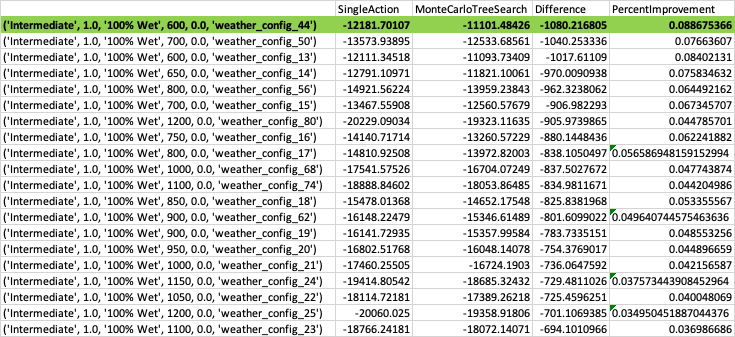 SingleAction MonteCarloTreeSearch Difference PercentImprovement
('Intermediate', 1.0, '100% Wet', 600, 0.0, 'weather_config_44') -12181.70107 -11101.48426 -1080.216805 0.088675366
('Intermediate', 1.0, '100% Wet', 700, 0.0, 'weather_config_50') -13573.93895 -12533.68561 -1040.253336 0.07663607
('Intermediate', 1.0, '100% Wet', 600, 0.0, 'weather_config_13') -12111.34518 -11093.73409 -1017.61109 0.08402131
('Intermediate', 1.0, '100% Wet', 650, 0.0, 'weather_config_14') -12791.10971 -11821.10061 -970.0090938 0.075834632
('Intermediate', 1.0, '100% Wet', 800, 0.0, 'weather_config_56') -14921.56224 -13959.23843 -962.3238062 0.064492162
('Intermediate', 1.0, '100% Wet', 700, 0.0, 'weather_config_15') -13467.55908 -12560.57679 -906.982293 0.067345707
('Intermediate', 1.0, '100% Wet', 1200, 0.0, 'weather_config_80') -20229.09034 -19323.11635 -905.9739865 0.044785701
('Intermediate', 1.0, '100% Wet', 750, 0.0, 'weather_config_16') -14140.71714 -13260.57229 -880.1448436 0.062241882
('Intermediate', 1.0, '100% Wet', 800, 0.0, 'weather_config_17') -14810.92508 -13972.82003 -838.1050497 0.056586948159152994
('Intermediate', 1.0, '100% Wet', 1000, 0.0, 'weather_config_68') -17541.57526 -16704.07249 -837.5027672 0.047743874
('Intermediate', 1.0, '100% Wet', 1100, 0.0, 'weather_config_74') -18888.84602 -18053.86485 -834.9811671 0.044204986
('Intermediate', 1.0, '100% Wet', 850, 0.0, 'weather_config_18') -15478.01368 -14652.17548 -825.8381968 0.053355567
('Intermediate', 1.0, '100% Wet', 900, 0.0, 'weather_config_62') -16148.22479 -15346.61489 -801.6099022 0.049640744575463636
('Intermediate', 1.0, '100% Wet', 900, 0.0, 'weather_config_19') -16141.72935 -15357.99584 -783.7335151 0.048553256
('Intermediate', 1.0, '100% Wet', 950, 0.0, 'weather_config_20') -16802.51768 -16048.14078 -754.3769017 0.044896659
('Intermediate', 1.0, '100% Wet', 1000, 0.0, 'weather_config_21') -17460.25505 -16724.1903 -736.0647592 0.042156587
('Intermediate', 1.0, '100% Wet', 1150, 0.0, 'weather_config_24') -19414.80542 -18685.32432 -729.4811026 0.037573443908452964
('Intermediate', 1.0, '100% Wet', 1050, 0.0, 'weather_config_22') -18114.72181 -17389.26218 -725.4596251 0.040048069
('Intermediate', 1.0, '100% Wet', 1200, 0.0, 'weather_config_25') -20060.025 -19358.91806 -701.1069385 0.034950451887044376
('Intermediate', 1.0, '100% Wet', 1100, 0.0, 'weather_config_23') -18766.24181 -18072.14071 -694.1010966 0.036986686